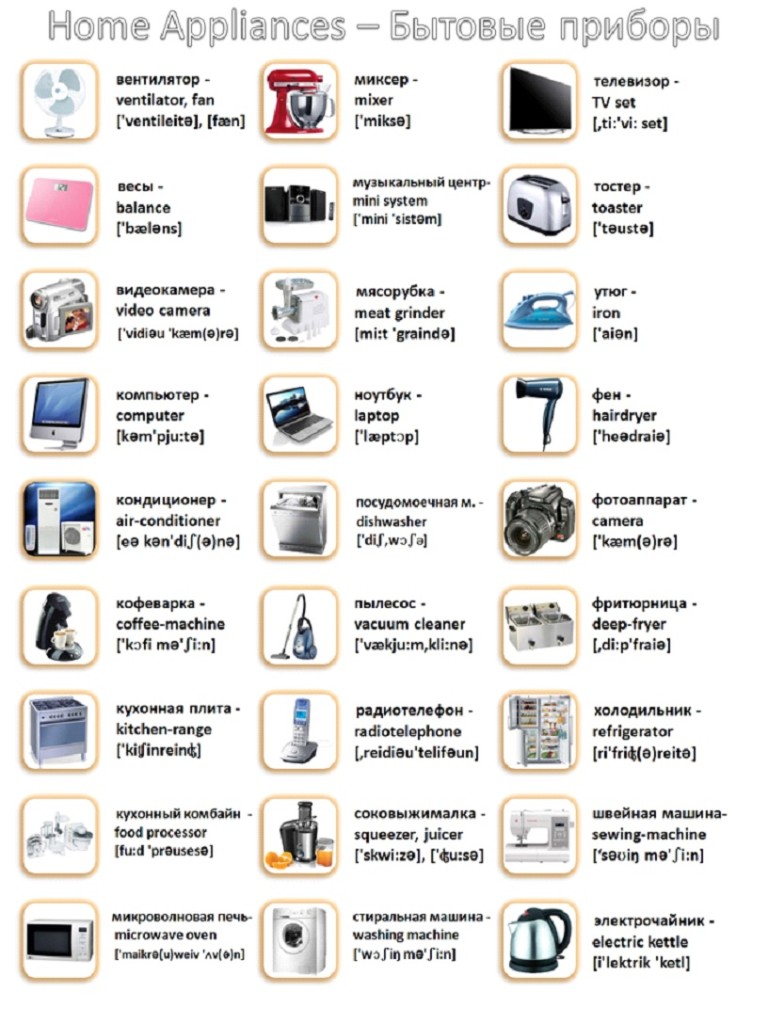 Home Appliances – Бытовые приборы
вентилятор -
ventilator, fan
['ventileitə], [fæn]
миксер -
mixer
['miksə]
телевизор -
TV set
[,ti:'vi: set]
весы -
balance
['bæləns]
музыкальный центр-
mini system
['mini 'sistəm]
тостер -
toaster
['təustə]
видеокамера -
video camera
['vidiəu 'kæm(ə)rə]
мясорубка -
meat grinder
[mi:t 'graində]
утюг -
iron
['aiən]
компьютер -
computer
[kəm'pju:tə]
ноутбук -
laptop
['læptɔp]
фен -
hairdryer
['heədraiə]
кондиционер -
air-conditioner
[eə kən'diʃ(ə)nə]
посудомоечная м. -
dishwasher
['diʃ,wɔʃə]
фотоаппарат -
camera
['kæm(ə)rə]
кофеварка -
coffee-machine
['kɔfi mə'ʃi:n]
пылесос -
vacuum cleaner
['vækju:m,kli:nə]
фритюрница -
deep-fryer
[,di:p'fraiə]
кухонная плита -
kitchen-range
['kiʧinreinʤ]
радиотелефон -
radiotelephone
[,reidiəu'telifəun]
холодильник -
refrigerator
[ri'friʤ(ə)reitə]
кухонный комбайн -
food processor
[fu:d 'prəusesə]
соковыжималка -
squeezer, juicer
['skwi:zə], ['ʤu:sə]
швейная машина-
sewing-machine
['səʊiŋ mə'ʃi:n]
микроволновая печь-
microwave oven
['maikrə(u)weiv 'ʌv(ə)n]
стиральная машина -
washing machine
['wɔʃiŋ mə'ʃi:n]
электрочайник -
electric kettle
[i'lektrik 'ketl]